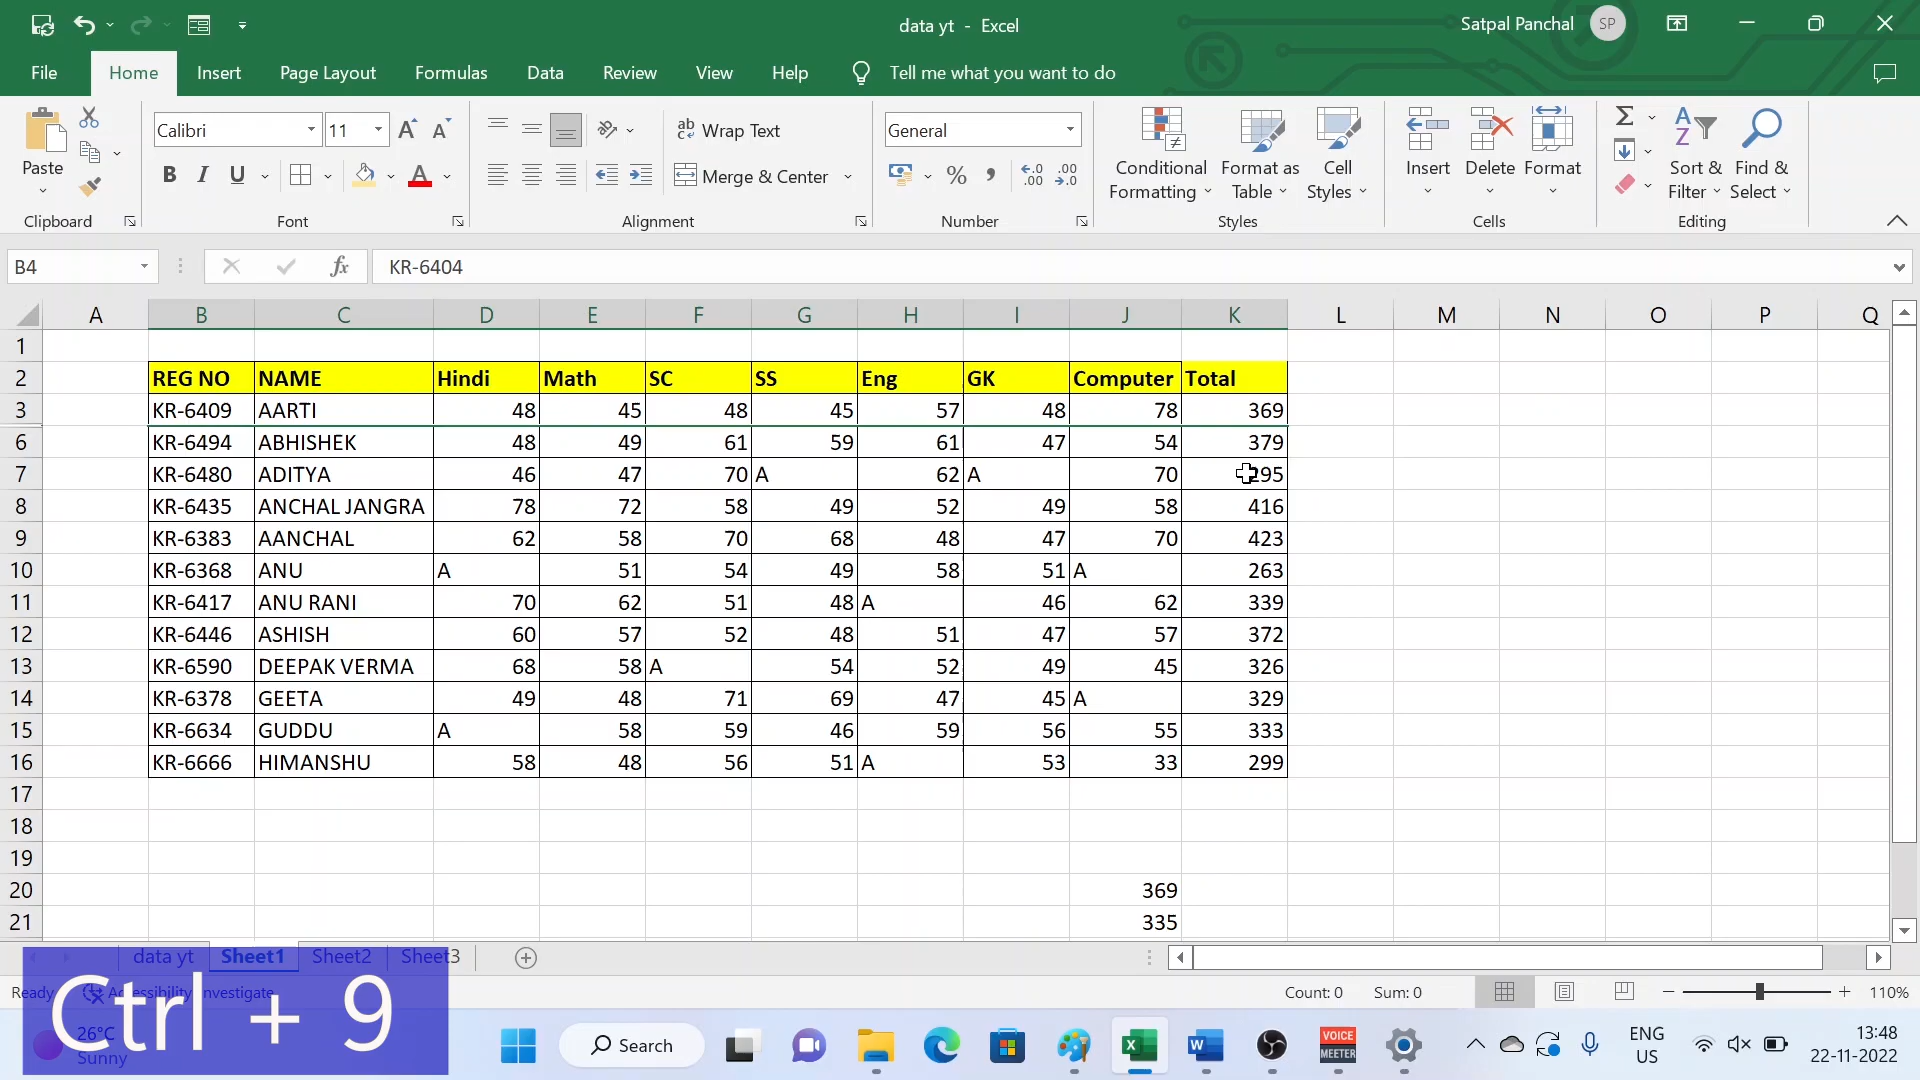 data yt - Excel
Satpal Panchal SP
File Home Insert Page Layout Formulas Data Review View Help Tell me what you want to do
Paste
Calibri 11
B I U A
ab Wrap Text
Merge & Center
General
% 9
Conditional Formatting
Format as Table
Cell Styles
Insert Delete Format
Sort & Filter
Find & Select
Clipboard Font Alignment Number Styles Cells Editing
B4 fx KR-6404
A B C D E F G H I J K L M N O P Q
1
2 REG NO NAME Hindi Math SC SS Eng GK Computer Total
3 KR-6409 AARTI 48 45 48 45 57 48 78 369
6 KR-6494 ABHISHEK 48 49 61 59 61 47 54 379
7 KR-6480 ADITYA 46 47 70 A 62 A 70 295
8 KR-6435 ANCHAL JANGRA 78 72 58 49 52 49 58 416
9 KR-6383 AANCHAL 62 58 70 68 48 47 70 423
10 KR-6368 ANU A 51 54 49 58 51 A 263
11 KR-6417 ANU RANI 70 62 51 48 A 46 62 339
12 KR-6446 ASHISH 60 57 52 48 51 47 57 372
13 KR-6590 DEEPAK VERMA 68 58 A 54 52 49 45 326
14 KR-6378 GEETA 49 48 71 69 47 45 A 329
15 KR-6634 GUDDU A 58 59 46 59 56 55 333
16 KR-6666 HIMANSHU 58 48 56 51 A 53 33 299
17
18
19
20 369
21 335
data yt Sheet1 Sheet2 Sheet3
Ready Accessibility: Investigate Count: 0 Sum: 0 110%
Ctrl + 9
26°C
Sunny
Search
VOICE MEETER
ENG
US
13:48
22-11-2022